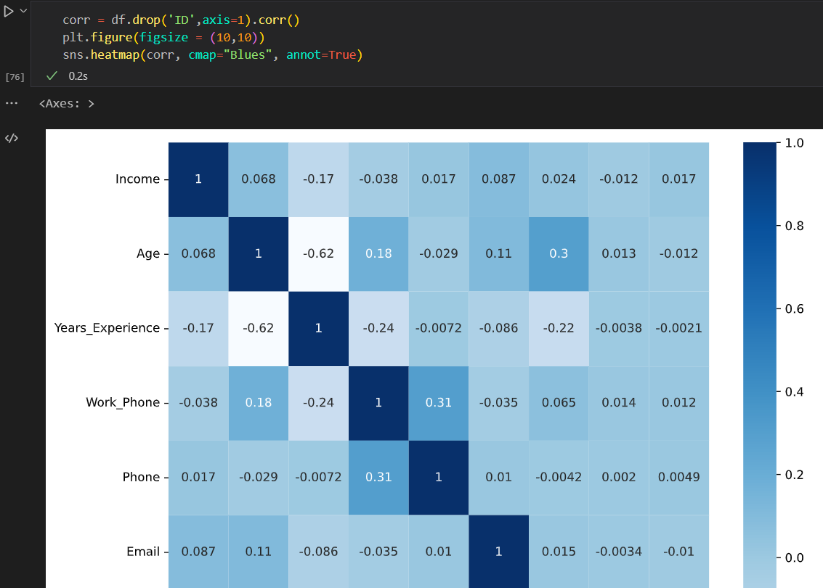 corr = df.drop('ID',axis=1).corr()
plt.figure(figsize = (10,10))
sns.heatmap(corr, cmap="Blues", annot=True)
[76] 0.2s
<Axes: >
1.0
Income 1 0.068 -0.17 -0.038 0.017 0.087 0.024 -0.012 0.017
0.8
Age 0.068 1 -0.62 0.18 -0.029 0.11 0.3 0.013 -0.012
0.6
Years_Experience -0.17 -0.62 1 -0.24 -0.0072 -0.086 -0.22 -0.0038 -0.0021
0.4
Work_Phone -0.038 0.18 -0.24 1 0.31 -0.035 0.065 0.014 0.012
0.2
Phone 0.017 -0.029 -0.0072 0.31 1 0.01 -0.0042 0.002 0.0049
Email 0.087 0.11 -0.086 -0.035 0.01 1 0.015 -0.0034 -0.01
0.0